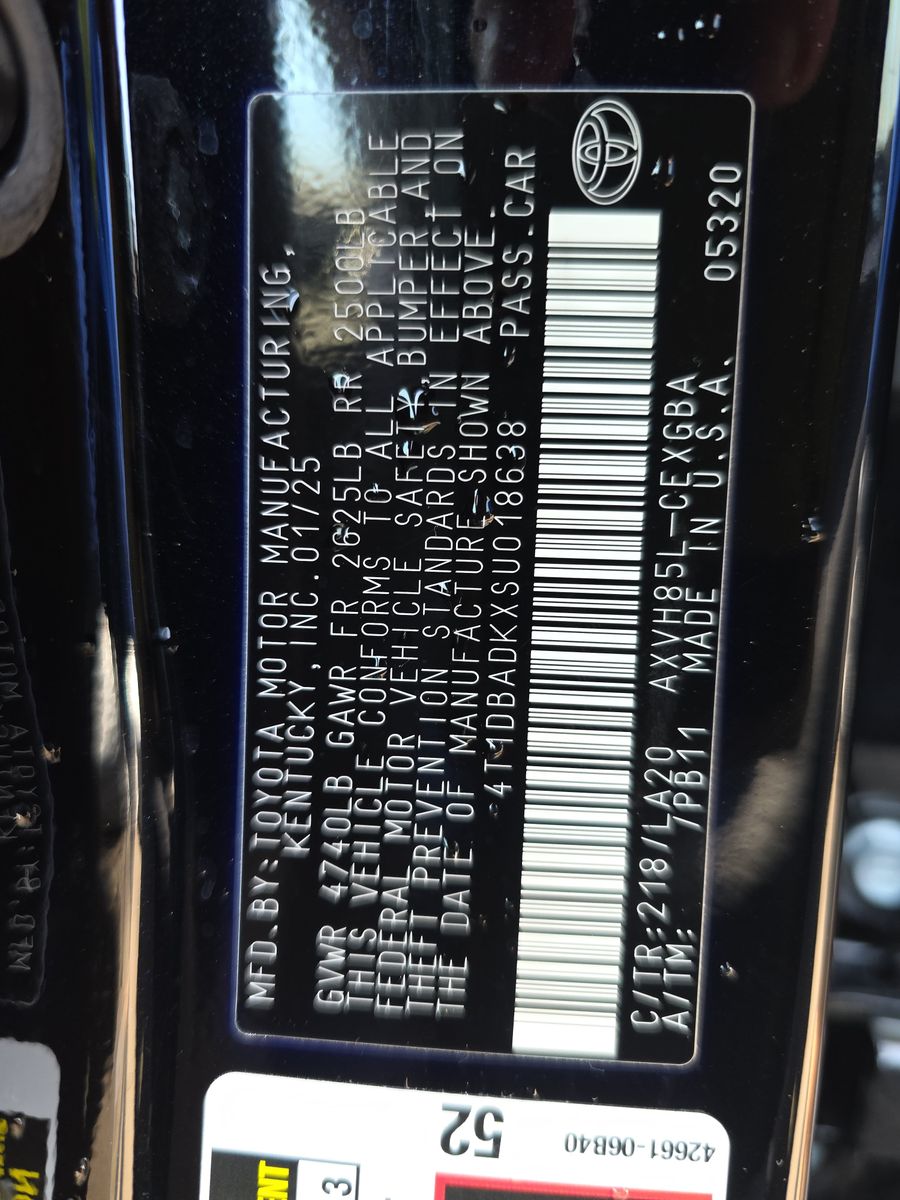 MFD.BY:TOYOTA MOTOR MANUFACTURING,
KENTUCKY, INC.01/25
GVWR 4740LB GAWR FR 2625LB RR 2500LB
THIS VEHICLE CONFORMS TO ALL APPLICABLE
FEDERAL MOTOR VEHICLE SAFETY, BUMPER AND
THEFT PREVENTION STANDARDS IN EFFECT ON
THE DATE OF MANUFACTURE SHOWN ABOVE.
4T1DBADKXSU018638 PASS.CAR
C/TR:218/LA20 AXVH85L-CEXGBA
A/TM: /PB11 MADE IN U.S.A. 05320
52
42661-06B40
3